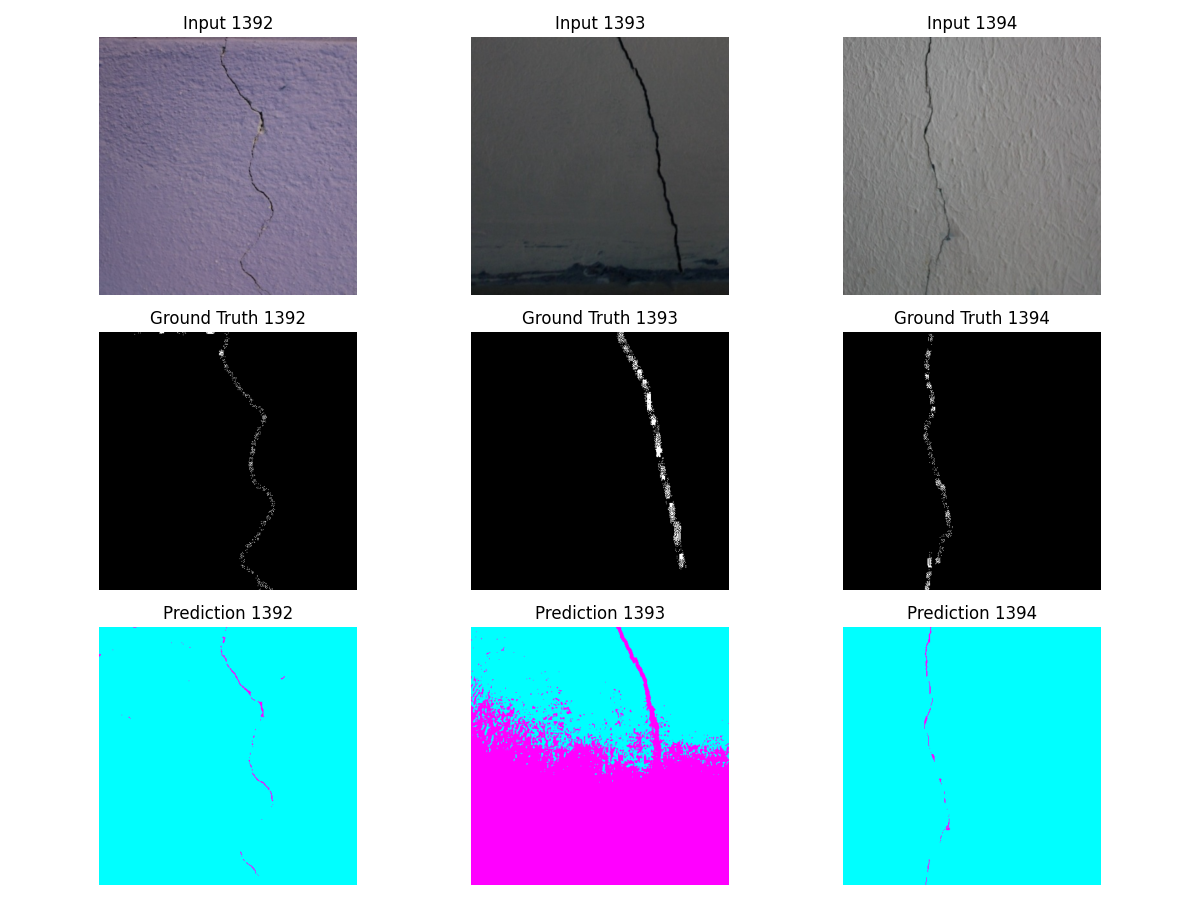 Input 1392
Input 1393
Input 1394
Ground Truth 1392
Ground Truth 1393
Ground Truth 1394
Prediction 1392
Prediction 1393
Prediction 1394